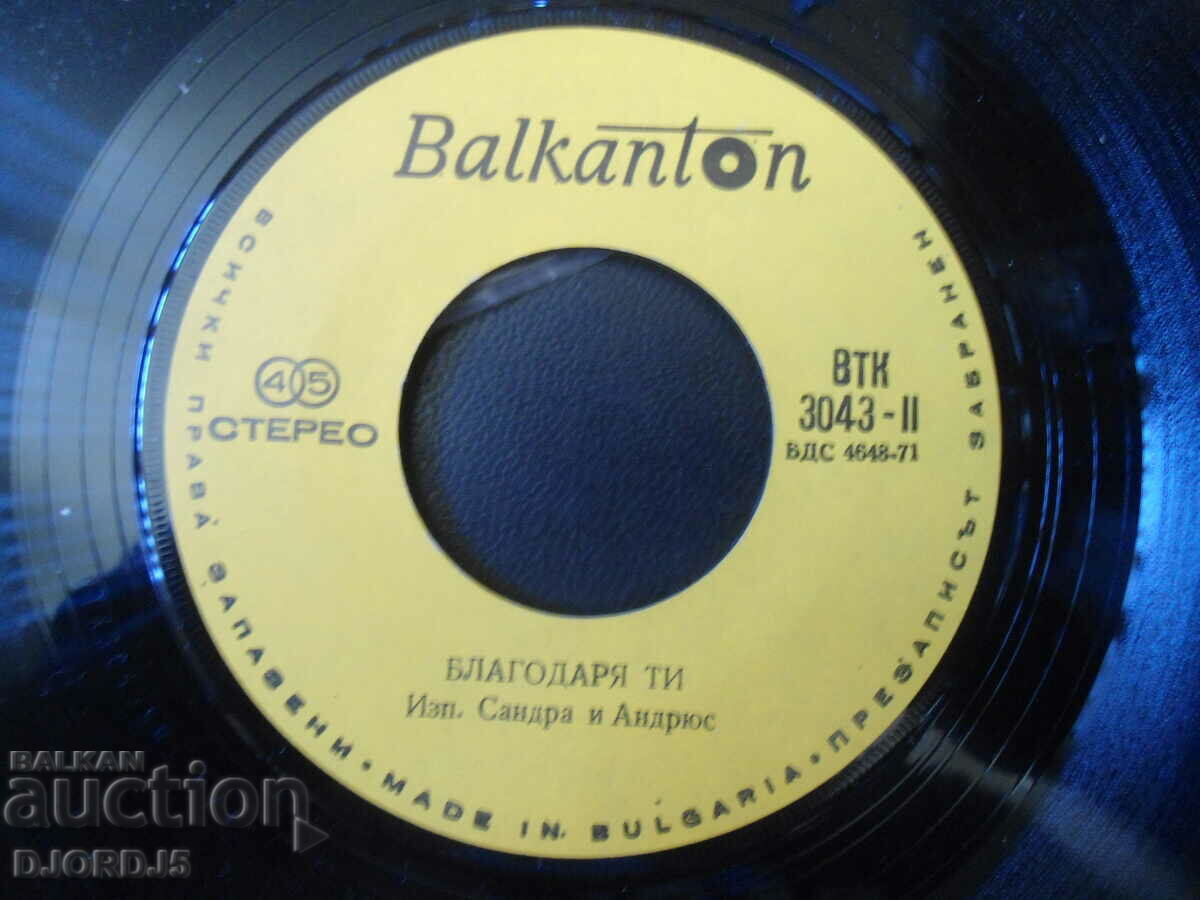 Balkanton
45
СТЕРЕО
ВТК
3043-II
БДС 4648-71
БЛАГОДАРЯ ТИ
Изп. Сандра и Андрюс
ВСИЧКИ ПРАВА ЗАПАЗЕНИ • MADE IN BULGARIA • ПРЕЗАПИСЪТ ЗАБРАНЕН
BALKAN
auction
DJORDJ5